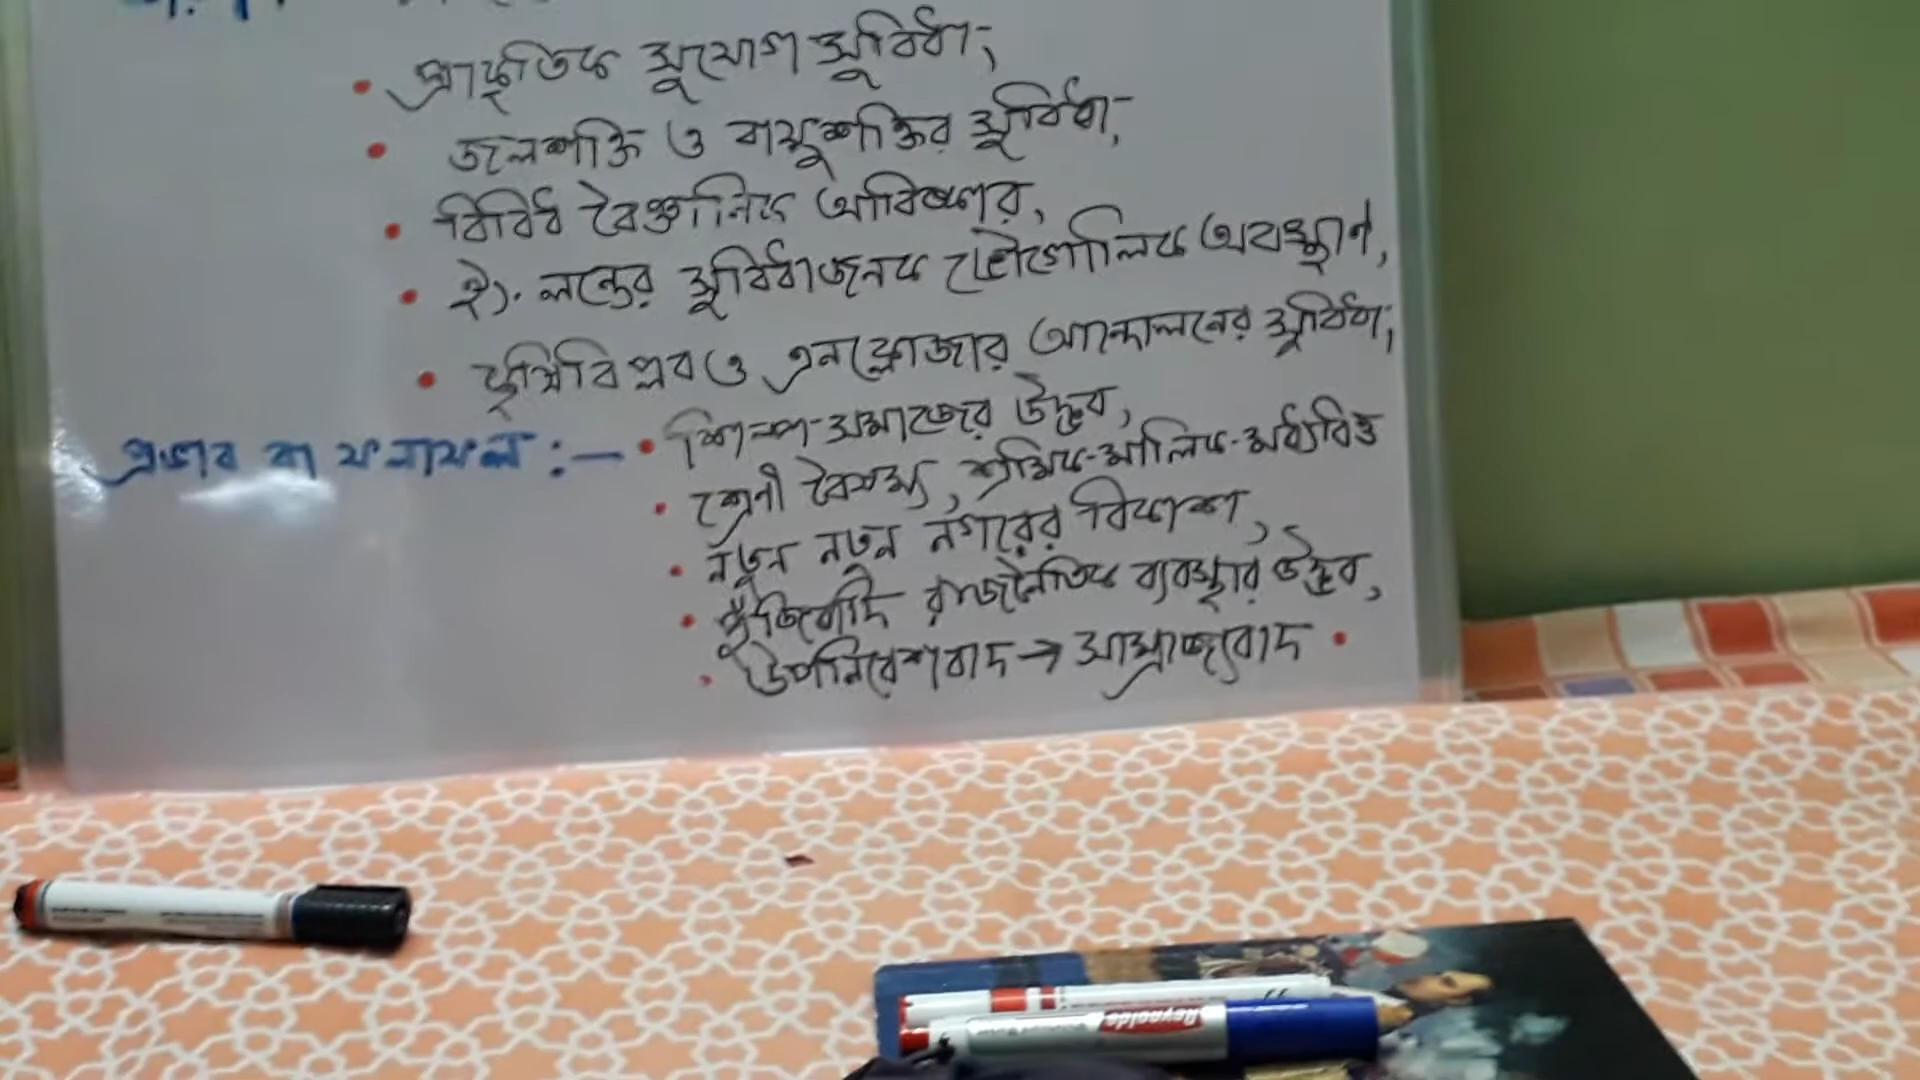 প্রাকৃতিক সুযোগ সুবিধা,
জলশক্তি ও বায়ুশক্তির সুবিধা,
বিবিধ বৈজ্ঞানিক আবিষ্কার,
ইং. লন্ডের সুবিধাজনক ভৌগোলিক অবস্থান,
কৃষিবিপ্লব ও এনক্লোজার আন্দোলনের সুবিধা,
প্রভাব বা ফলাফল :— • শিল্প-সমাজের উদ্ভব,
শ্রেণী বৈষম্য, শ্রমিক-মালিক-মধ্যবিত্ত
নতুন নতুন নগরের বিকাশ,
পুঁজিবাদি রাজনৈতিক ব্যবস্থার উদ্ভব,
উপনিবেশবাদ → সাম্রাজ্যবাদ
Reynolds